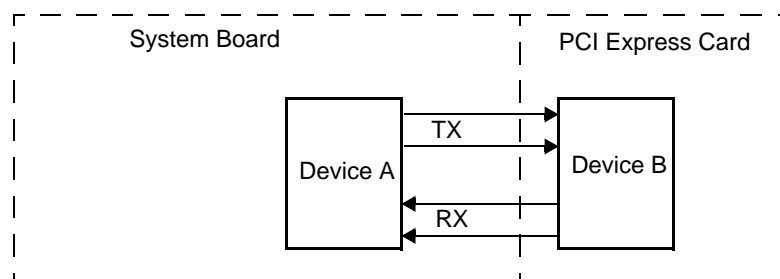 System Board
PCI Express Card
TX
Device A
Device B
RX